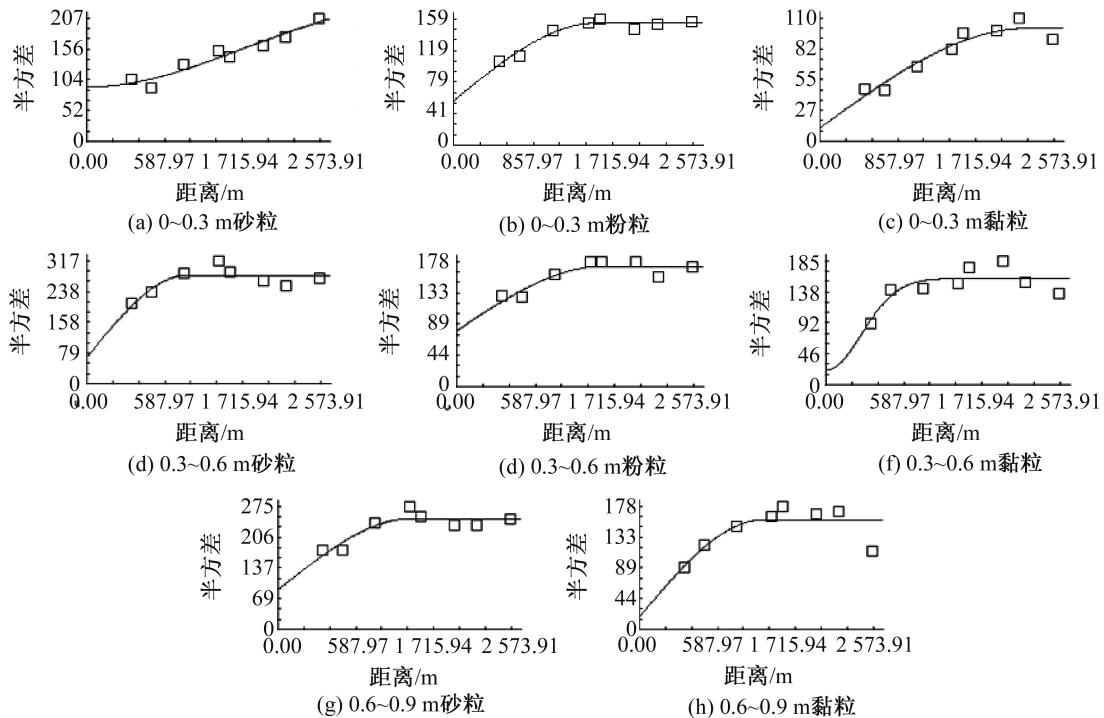 207
156
104
52
0
半方差
0.00 587.97 1 715.94 2 573.91
距离/m
(a) 0~0.3 m砂粒
159
119
79
41
0
半方差
0.00 857.97 1 715.94 2 573.91
距离/m
(b) 0~0.3 m粉粒
110
82
55
27
0
半方差
0.00 857.97 1 715.94 2 573.91
距离/m
(c) 0~0.3 m黏粒
317
238
158
79
0
半方差
0.00 587.97 1 715.94 2 573.91
距离/m
(d) 0.3~0.6 m砂粒
178
133
89
44
0
半方差
0.00 587.97 1 715.94 2 573.91
距离/m
(d) 0.3~0.6 m粉粒
185
138
92
46
0
半方差
0.00 587.97 1 715.94 2 573.91
距离/m
(f) 0.3~0.6 m黏粒
275
206
137
69
0
半方差
0.00 587.97 1 715.94 2 573.91
距离/m
(g) 0.6~0.9 m砂粒
178
133
89
44
0
半方差
0.00 587.97 1 715.94 2 573.91
距离/m
(h) 0.6~0.9 m黏粒